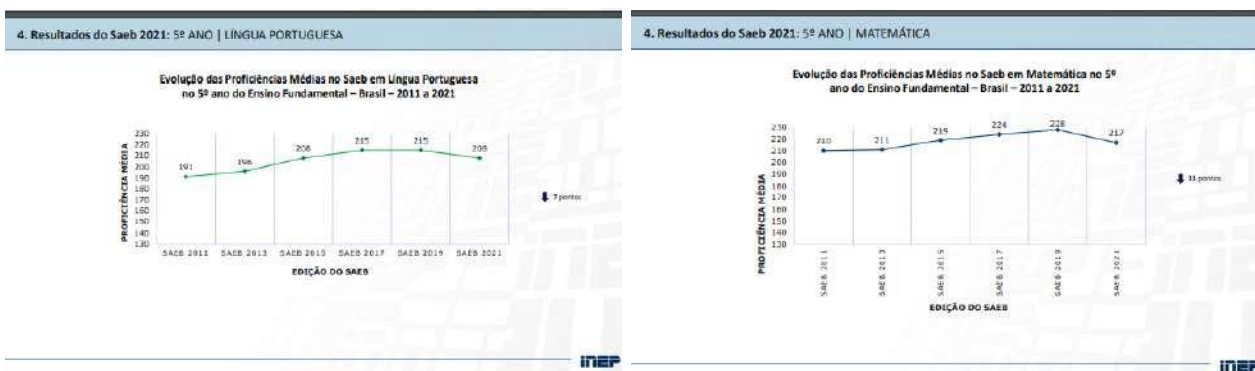 4. Resultados do Saeb 2021: 5º ANO | LÍNGUA PORTUGUESA
Evolução das Proficiências Médias no Saeb em Língua Portuguesa
no 5º ano do Ensino Fundamental – Brasil – 2011 a 2021
PROFICIÊNCIA MÉDIA
230
220
210
200
190
180
170
160
150
140
130
191
196
208
215
215
208
SAEB 2011
SAEB 2013
SAEB 2015
SAEB 2017
SAEB 2019
SAEB 2021
EDIÇÃO DO SAEB
7 pontos
inep
4. Resultados do Saeb 2021: 5º ANO | MATEMÁTICA
Evolução das Proficiências Médias no Saeb em Matemática no 5º
ano do Ensino Fundamental – Brasil – 2011 a 2021
PROFICIÊNCIA MÉDIA
230
220
210
200
190
180
170
160
150
140
130
210
211
219
224
228
217
SAEB 2011
SAEB 2013
SAEB 2015
SAEB 2017
SAEB 2019
SAEB 2021
EDIÇÃO DO SAEB
11 pontos
inep